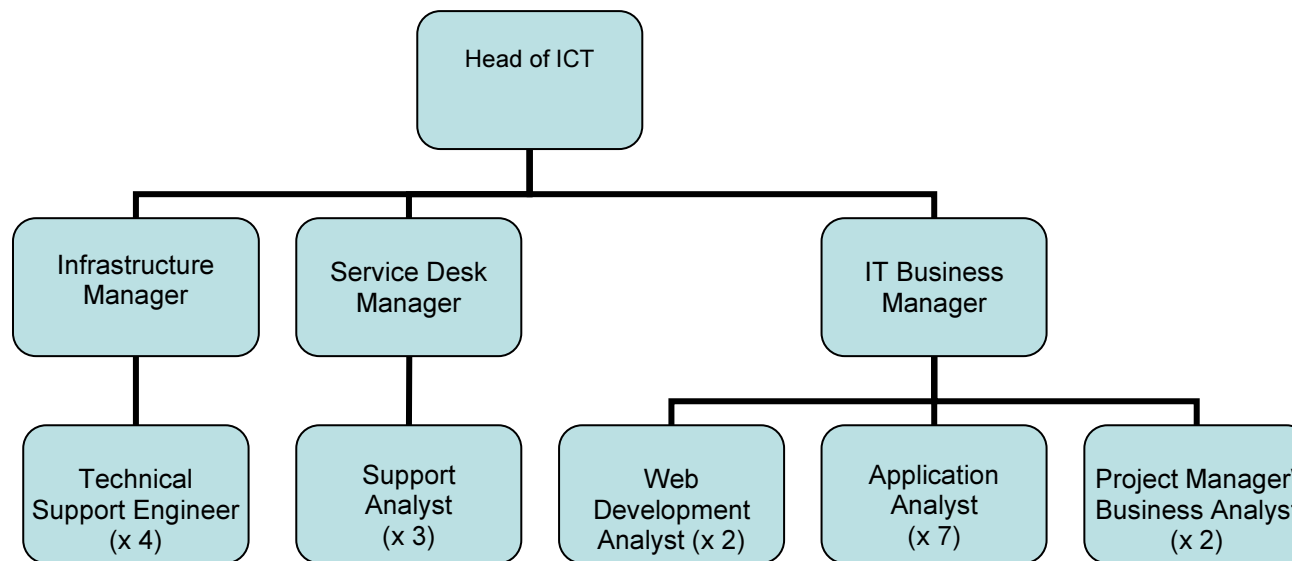 Head of ICT
Infrastructure
Manager
Service Desk
Manager
IT Business
Manager
Technical
Support Engineer
(x 4)
Support
Analyst
(x 3)
Web
Development
Analyst (x 2)
Application
Analyst
(x 7)
Project Manager\
Business Analyst
(x 2)